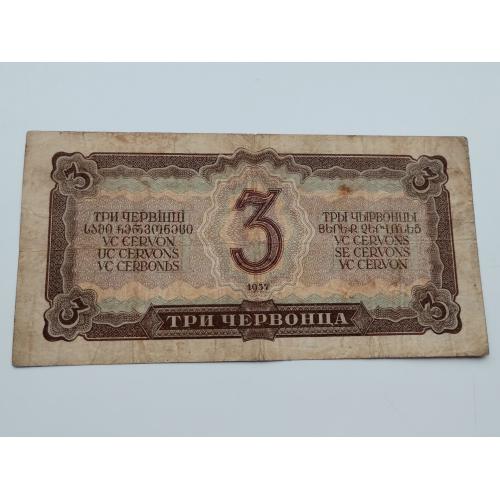 3
3
ТРИ ЧЕРВІНЦІ
VC CERVON
UC CERVONS
VC CERBONDS
3
1937
ТРЫ ЧЫРВОНЦЫ
VC CERVONS
SE CERVONS
VC CERVON
3
3
ТРИ ЧЕРВОНЦА